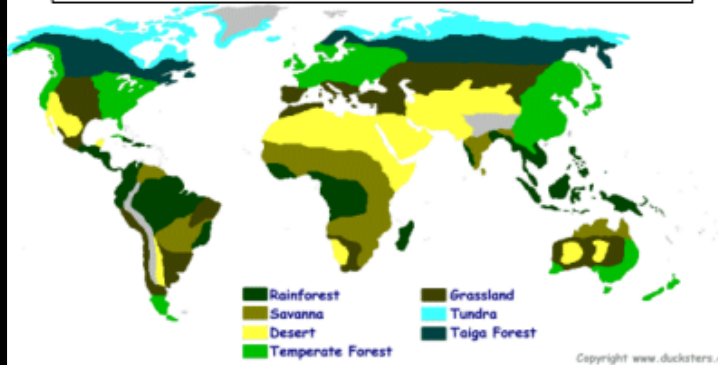 Rainforest
Savanna
Desert
Temperate Forest
Grassland
Tundra
Taiga Forest
Copyright www.ducksters.